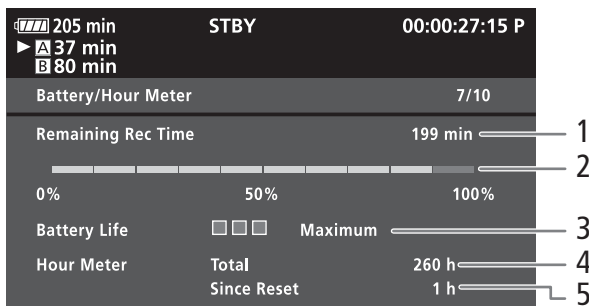 205 min STBY 00:00:27:15 P
A 37 min
B 80 min
Battery/Hour Meter 7/10
Remaining Rec Time 199 min 1
2
0% 50% 100%
Battery Life Maximum 3
Hour Meter Total 260 h 4
Since Reset 1 h 5